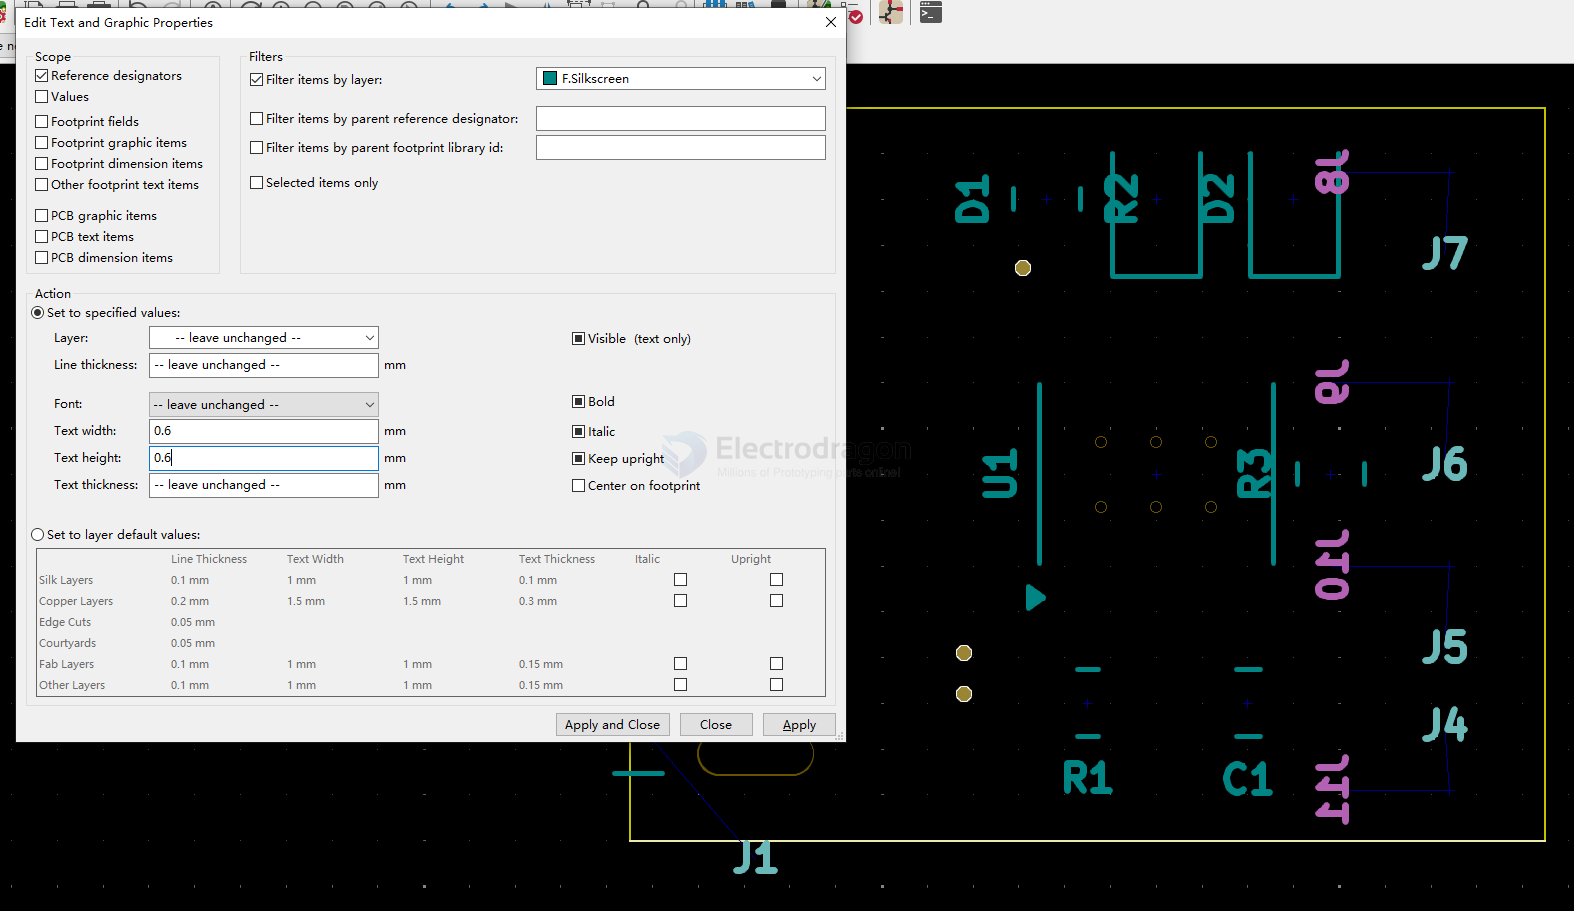 Edit Text and Graphic Properties
Scope
Reference designators
Values
Footprint fields
Footprint graphic items
Footprint dimension items
Other footprint text items
PCB graphic items
PCB text items
PCB dimension items
Filters
Filter items by layer:
F.Silkscreen
Filter items by parent reference designator:
Filter items by parent footprint library id:
Selected items only
Action
Set to specified values:
Layer: -- leave unchanged --
Visible (text only)
Line thickness: -- leave unchanged -- mm
Font: -- leave unchanged --
Bold
Text width: 0.6 mm
Italic
Text height: 0.6 mm
Keep upright
Text thickness: -- leave unchanged -- mm
Center on footprint
Set to layer default values:
Line Thickness Text Width Text Height Text Thickness Italic Upright
Silk Layers 0.1 mm 1 mm 1 mm 0.1 mm
Copper Layers 0.2 mm 1.5 mm 1.5 mm 0.3 mm
Edge Cuts 0.05 mm
Courtyards 0.05 mm
Fab Layers 0.1 mm 1 mm 1 mm 0.15 mm
Other Layers 0.1 mm 1 mm 1 mm 0.15 mm
Apply and Close Close Apply
Electrodragon
Millions of Prototyping parts online!
D1
R2
D2
J8
J7
J9
U1
R3
J6
J10
J5
J4
R1
C1
J11
J1